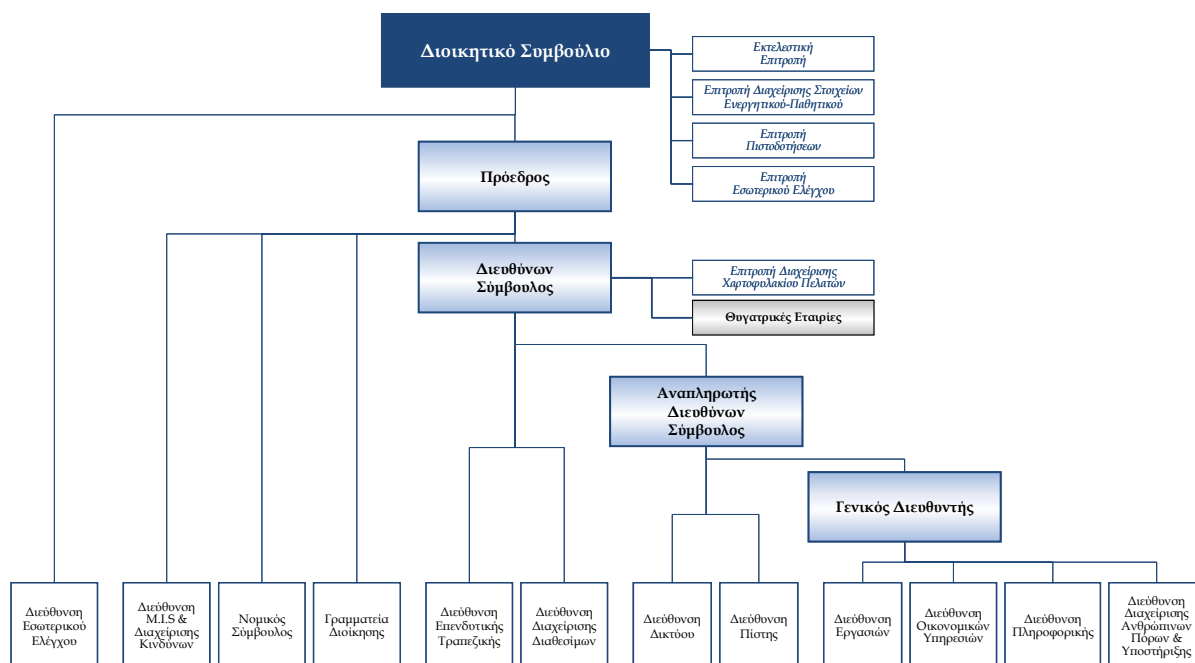 Διοικητικό Συμβούλιο
Εκτελεστική
Επιτροπή
Επιτροπή Διαχείρισης Στοιχείων
Ενεργητικού-Παθητικού
Επιτροπή
Πιστοδοτήσεων
Επιτροπή
Εσωτερικού Ελέγχου
Πρόεδρος
Διευθύνων
Σύμβουλος
Επιτροπή Διαχείρισης
Χαρτοφυλακίου Πελατών
Θυγατρικές Εταιρίες
Αναπληρωτής
Διευθύνων
Σύμβουλος
Γενικός Διευθυντής
Διεύθυνση
Εσωτερικού
Ελέγχου
Διεύθυνση
M.I.S &
Διαχείρισης
Κινδύνων
Νομικός
Σύμβουλος
Γραμματεία
Διοίκησης
Διεύθυνση
Επενδυτικής
Τραπεζικής
Διεύθυνση
Διαχείρισης
Διαθεσίμων
Διεύθυνση
Δικτύου
Διεύθυνση
Πίστης
Διεύθυνση
Εργασιών
Διεύθυνση
Οικονομικών
Υπηρεσιών
Διεύθυνση
Πληροφορικής
Διεύθυνση
Διαχείρισης
Ανθρώπινων
Πόρων &
Υποστήριξης